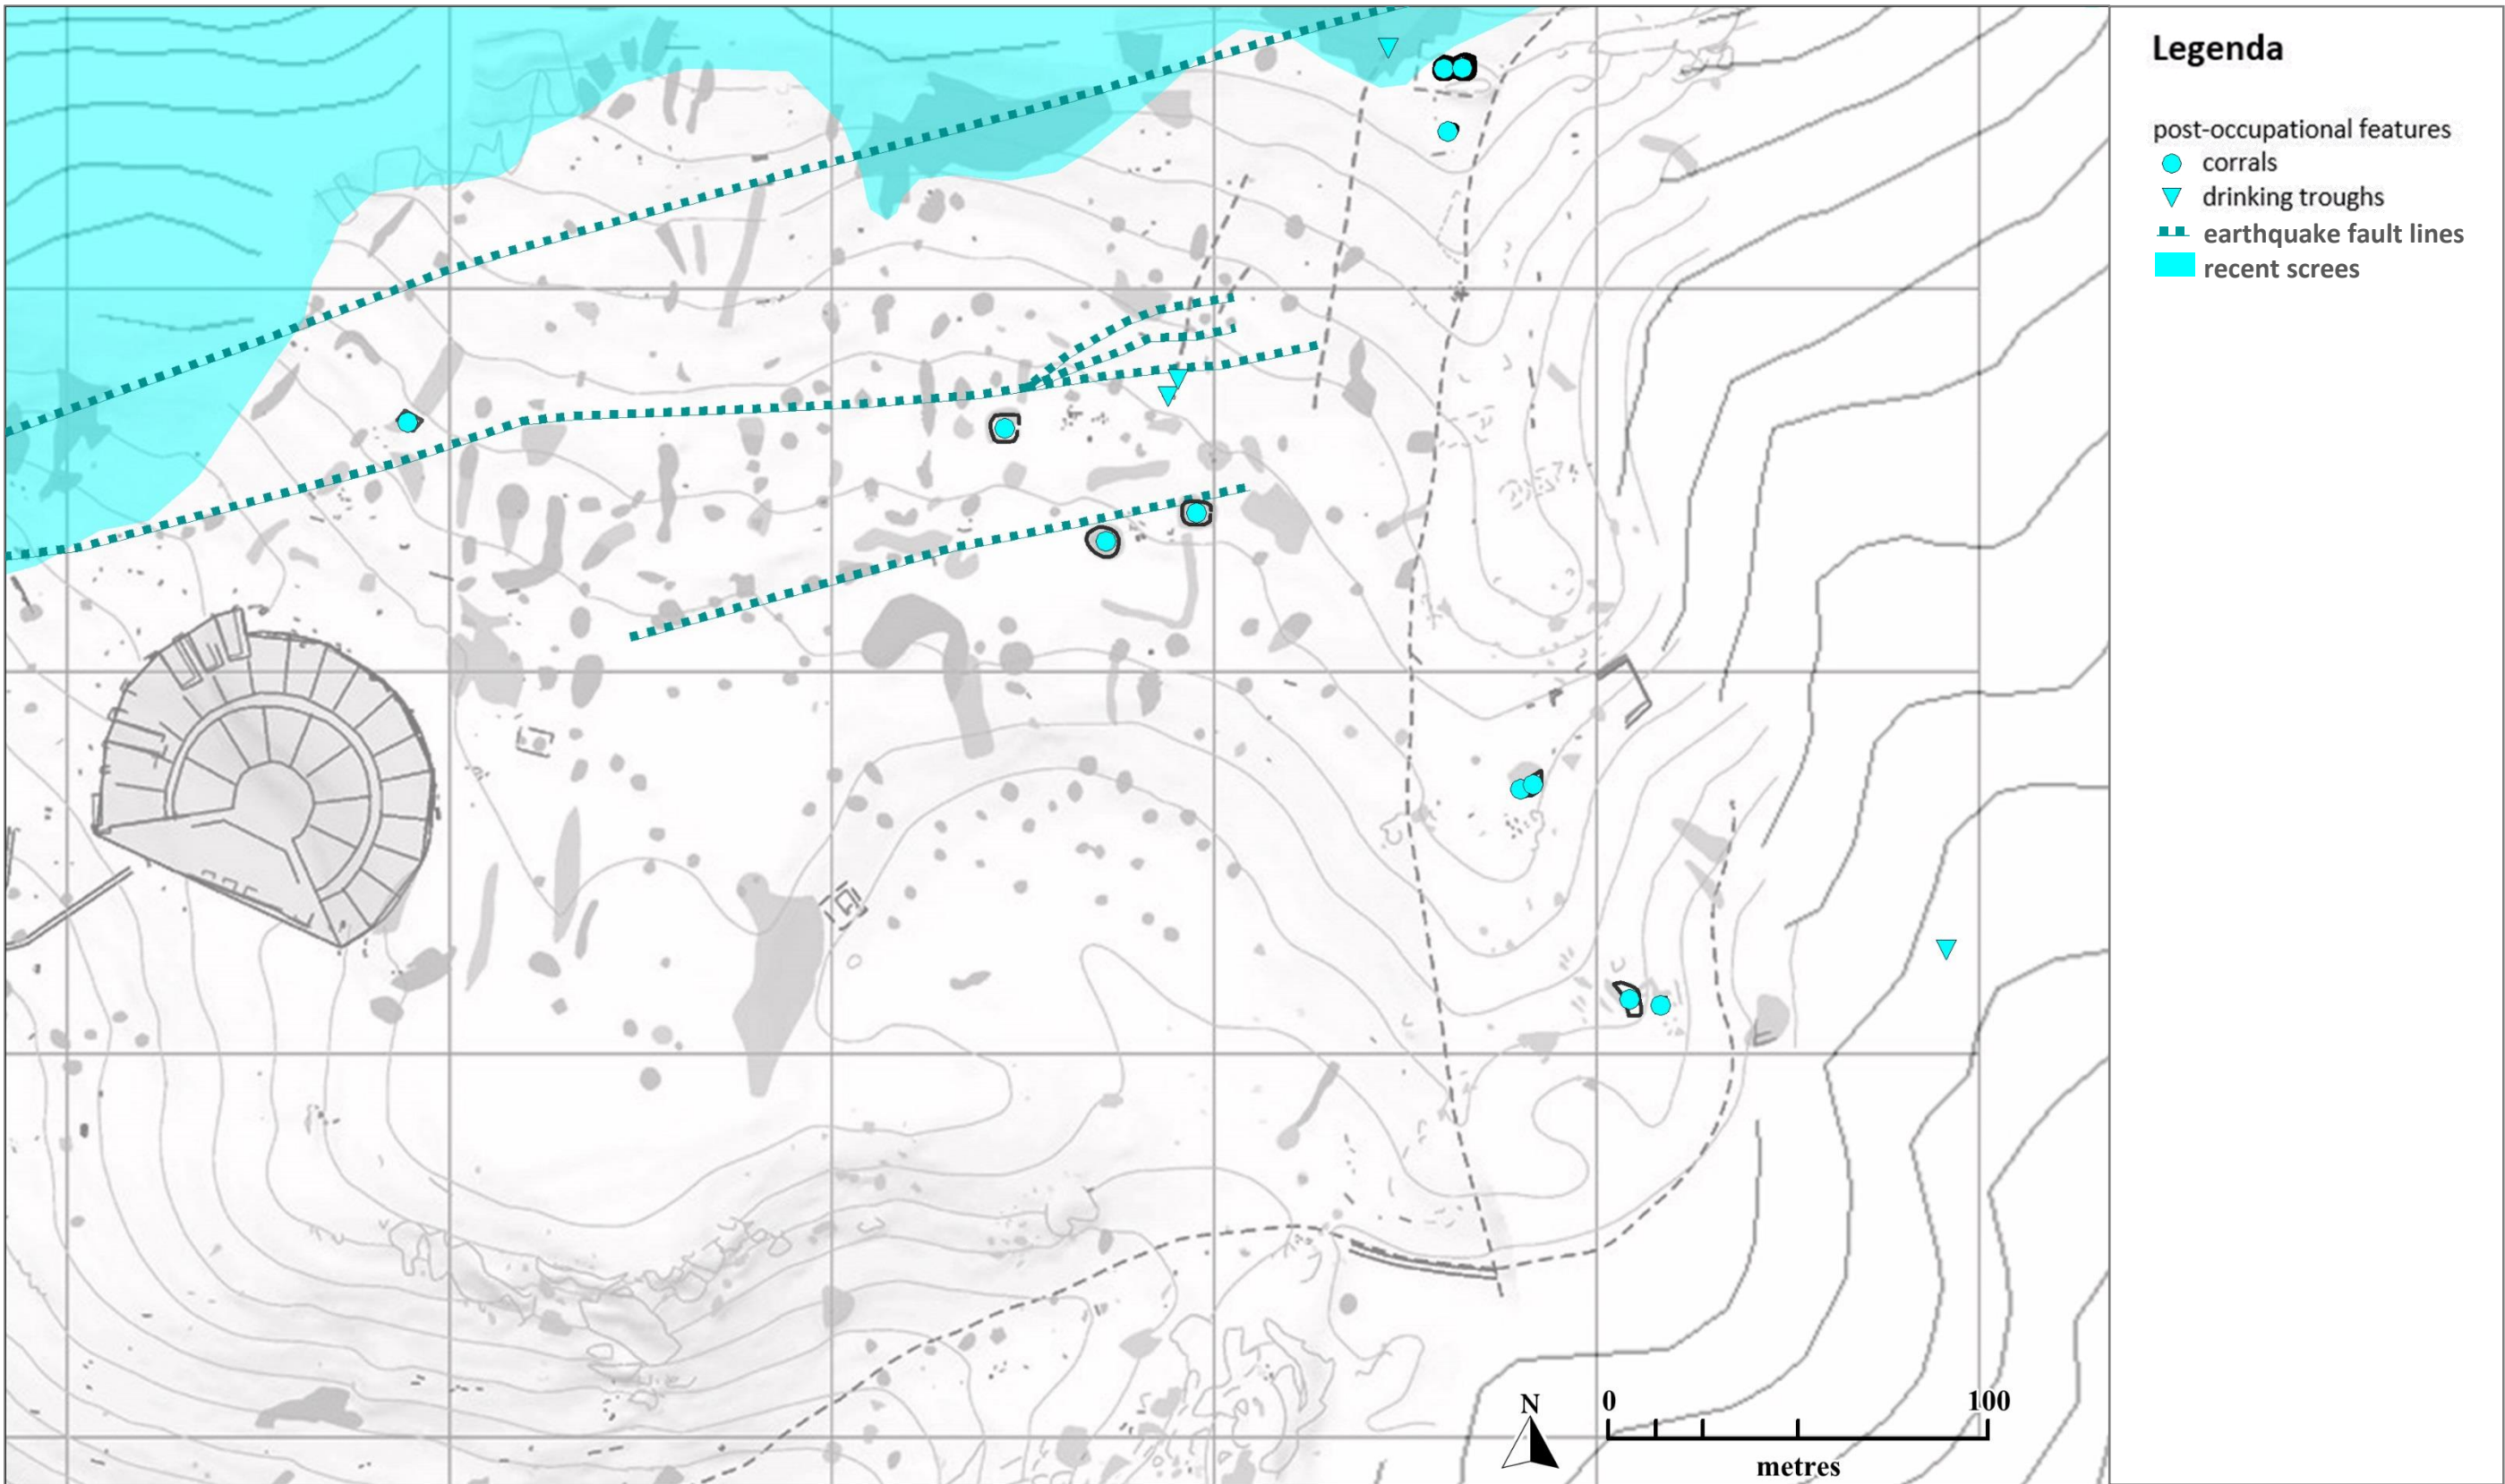 Legenda
post-occupational features
corrals
drinking troughs
earthquake fault lines
recent screes
N
0 100
metres